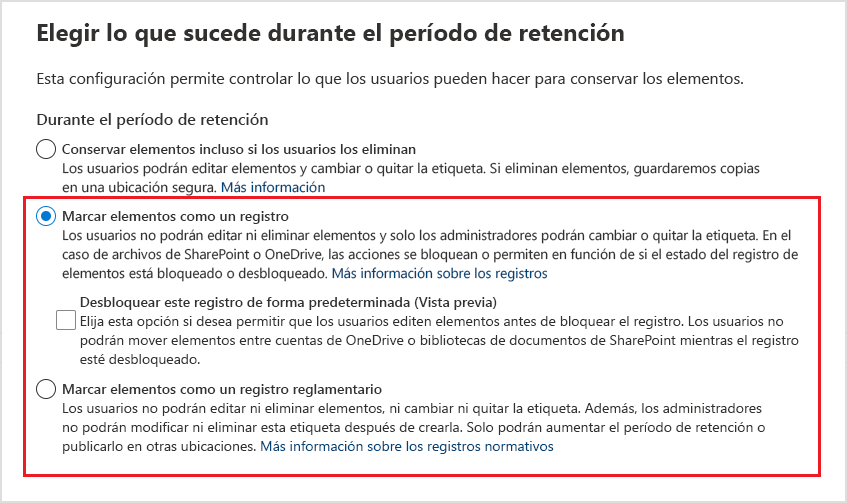 Elegir lo que sucede durante el período de retención
Esta configuración permite controlar lo que los usuarios pueden hacer para conservar los elementos.
Durante el período de retención
Conservar elementos incluso si los usuarios los eliminan
Los usuarios podrán editar elementos y cambiar o quitar la etiqueta. Si eliminan elementos, guardaremos copias
en una ubicación segura. Más información
Marcar elementos como un registro
Los usuarios no podrán editar ni eliminar elementos y solo los administradores podrán cambiar o quitar la etiqueta. En el
caso de archivos de SharePoint o OneDrive, las acciones se bloquean o permiten en función de si el estado del registro de
elementos está bloqueado o desbloqueado. Más información sobre los registros
Desbloquear este registro de forma predeterminada (Vista previa)
Elija esta opción si desea permitir que los usuarios editen elementos antes de bloquear el registro. Los usuarios no
podrán mover elementos entre cuentas de OneDrive o bibliotecas de documentos de SharePoint mientras el registro
esté desbloqueado.
Marcar elementos como un registro reglamentario
Los usuarios no podrán editar ni eliminar elementos, ni cambiar ni quitar la etiqueta. Además, los administradores
no podrán modificar ni eliminar esta etiqueta después de crearla. Solo podrán aumentar el período de retención o
publicarlo en otras ubicaciones. Más información sobre los registros normativos